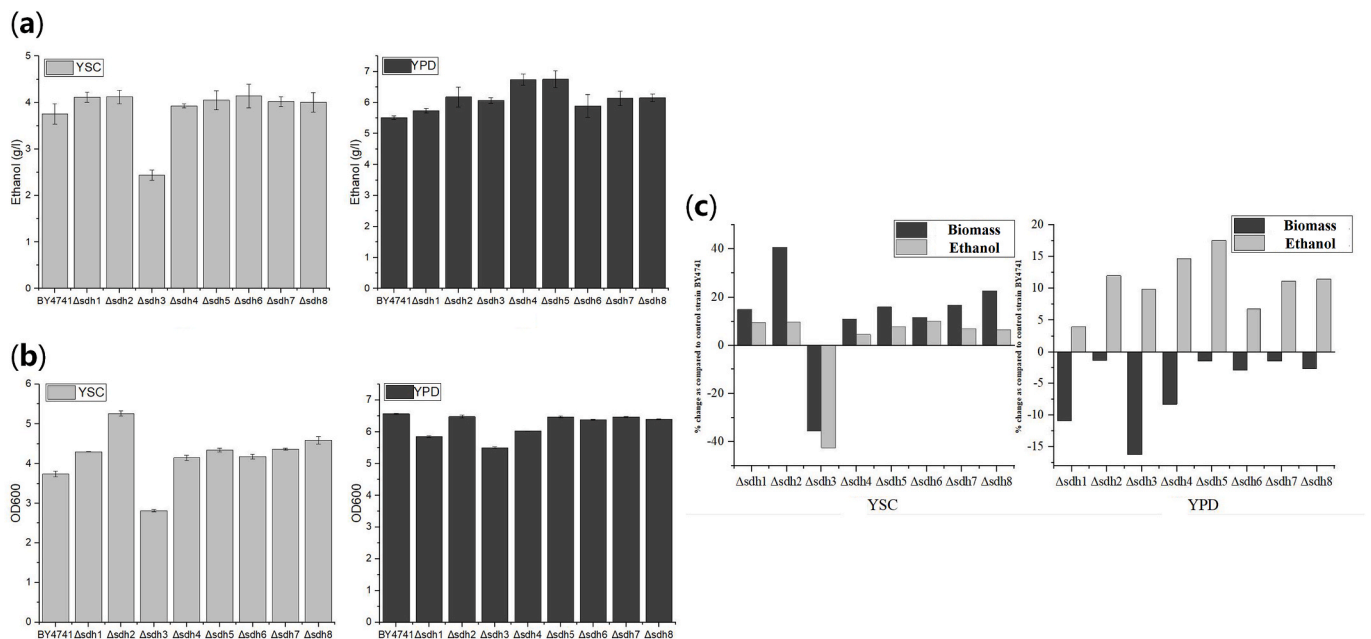 (a)
YSC
Ethanol (g/l)
5
4
3
2
1
0
BY4741 Δsdh1 Δsdh2 Δsdh3 Δsdh4 Δsdh5 Δsdh6 Δsdh7 Δsdh8
YPD
Ethanol (g/l)
7
6
5
4
3
2
1
0
BY4741 Δsdh1 Δsdh2 Δsdh3 Δsdh4 Δsdh5 Δsdh6 Δsdh7 Δsdh8
(b)
YSC
OD600
6
5
4
3
2
1
0
BY4741 Δsdh1 Δsdh2 Δsdh3 Δsdh4 Δsdh5 Δsdh6 Δsdh7 Δsdh8
YPD
OD600
7
6
5
4
3
2
1
0
BY4741 Δsdh1 Δsdh2 Δsdh3 Δsdh4 Δsdh5 Δsdh6 Δsdh7 Δsdh8
(c)
Biomass
Ethanol
% change as compared to control strain BY4741
40
20
0
-20
-40
Δsdh1 Δsdh2 Δsdh3 Δsdh4 Δsdh5 Δsdh6 Δsdh7 Δsdh8
YSC
Biomass
Ethanol
% change as compared to control strain BY4741
20
15
10
5
0
-5
-10
-15
Δsdh1 Δsdh2 Δsdh3 Δsdh4 Δsdh5 Δsdh6 Δsdh7 Δsdh8
YPD